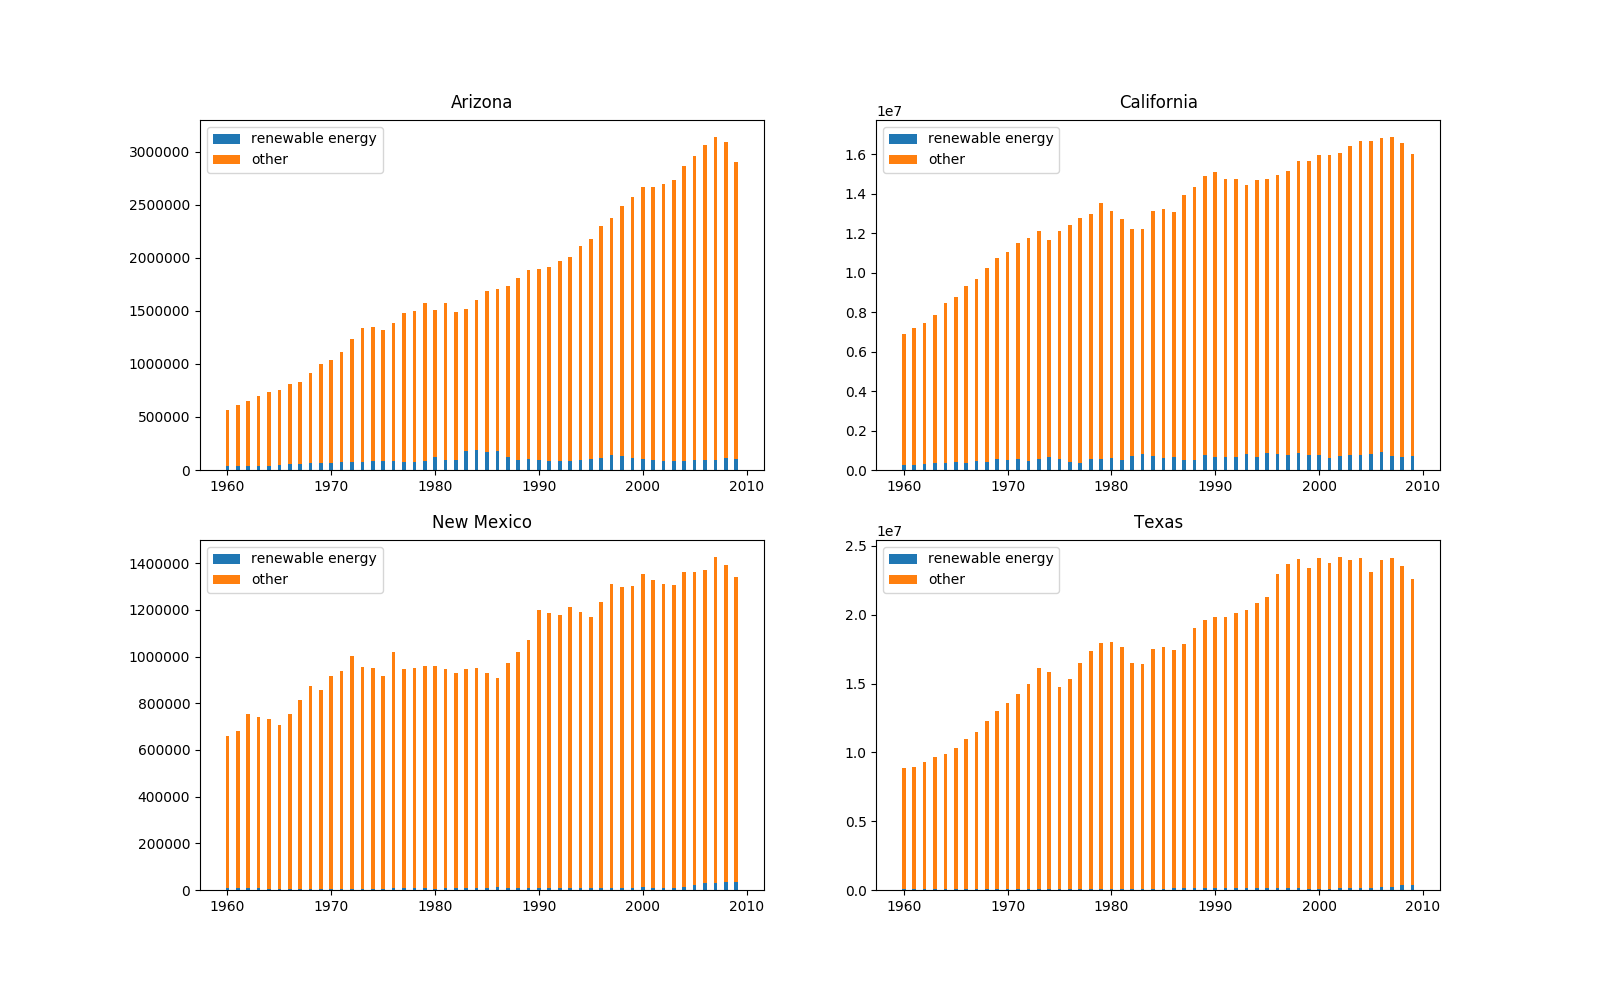 Arizona
renewable energy
other
3000000
2500000
2000000
1500000
1000000
500000
0
1960 1970 1980 1990 2000 2010
California
1e7
renewable energy
other
1.6
1.4
1.2
1.0
0.8
0.6
0.4
0.2
0.0
1960 1970 1980 1990 2000 2010
New Mexico
renewable energy
other
1400000
1200000
1000000
800000
600000
400000
200000
0
1960 1970 1980 1990 2000 2010
Texas
1e7
2.5
renewable energy
other
2.0
1.5
1.0
0.5
0.0
1960 1970 1980 1990 2000 2010